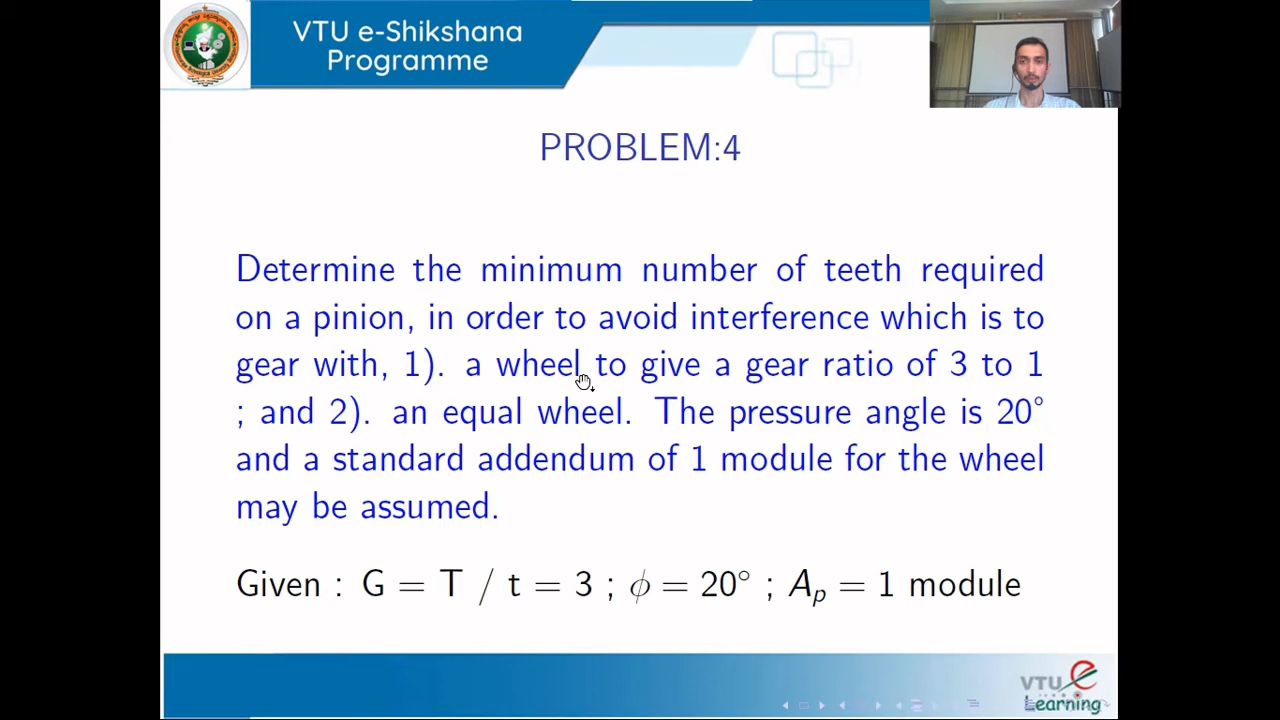 VTU e-Shikshana
Programme
PROBLEM:4
Determine the minimum number of teeth required
on a pinion, in order to avoid interference which is to
gear with, 1). a wheel to give a gear ratio of 3 to 1
; and 2). an equal wheel. The pressure angle is 20°
and a standard addendum of 1 module for the wheel
may be assumed.
Given : G = T / t = 3 ; ϕ = 20° ; Aₚ = 1 module
VTU e
Learning